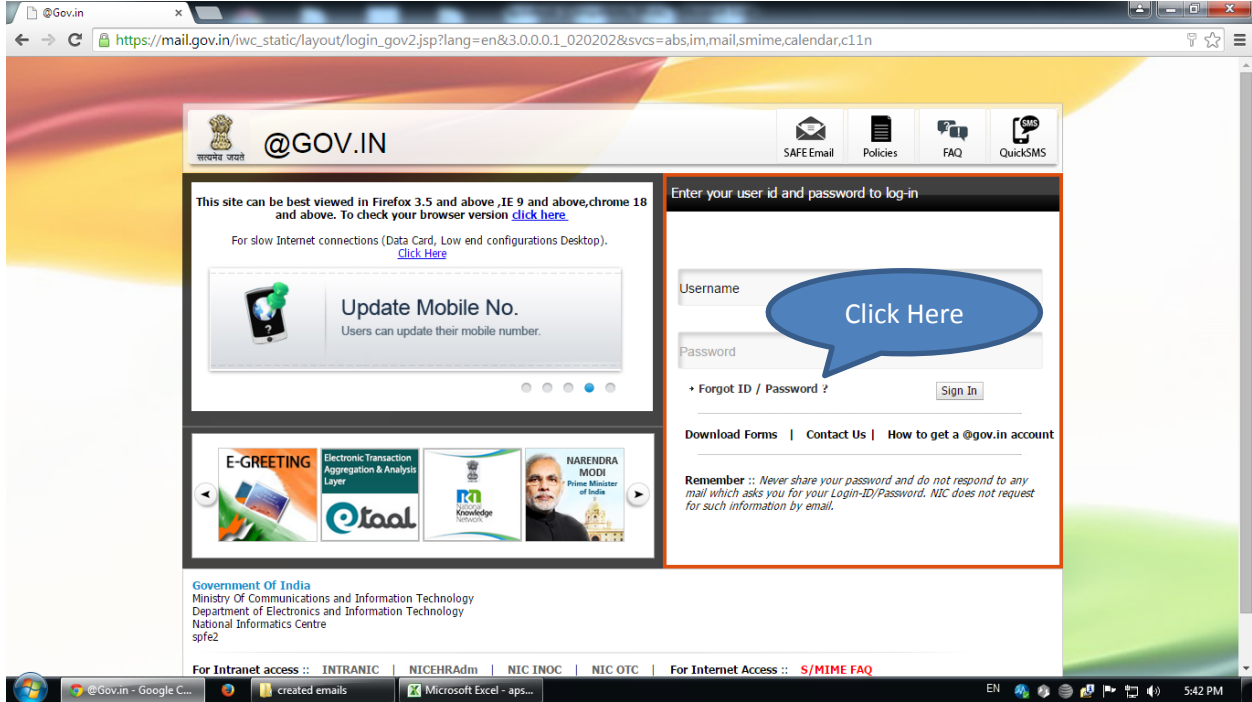 @Gov.in
https://mail.gov.in/iwc_static/layout/login_gov2.jsp?lang=en&3.0.0.0.1_020202&svcs=abs,im,mail,smime,calendar,c11n
सत्यमेव जयते
@GOV.IN
SAFE Email
Policies
FAQ
SMS
QuickSMS
This site can be best viewed in Firefox 3.5 and above ,IE 9 and above,chrome 18
and above. To check your browser version click here
For slow Internet connections (Data Card, Low end configurations Desktop).
Click Here
Update Mobile No.
Users can update their mobile number.
Enter your user id and password to log-in
Username
Click Here
Password
Forgot ID / Password ?
Sign In
Download Forms | Contact Us | How to get a @gov.in account
Remember :: Never share your password and do not respond to any
mail which asks you for your Login-ID/Password. NIC does not request
for such information by email.
E-GREETING
Electronic Transaction
Aggregation & Analysis
Layer
etaal
National
Knowledge
Network
NARENDRA
MODI
Prime Minister
of India
Government Of India
Ministry Of Communications and Information Technology
Department of Electronics and Information Technology
National Informatics Centre
spfe2
For Intranet access :: INTRANIC | NICEHRAdm | NIC INOC | NIC OTC | For Internet Access :: S/MIME FAQ
@Gov.in - Google C...
created emails
Microsoft Excel - aps...
EN
5:42 PM